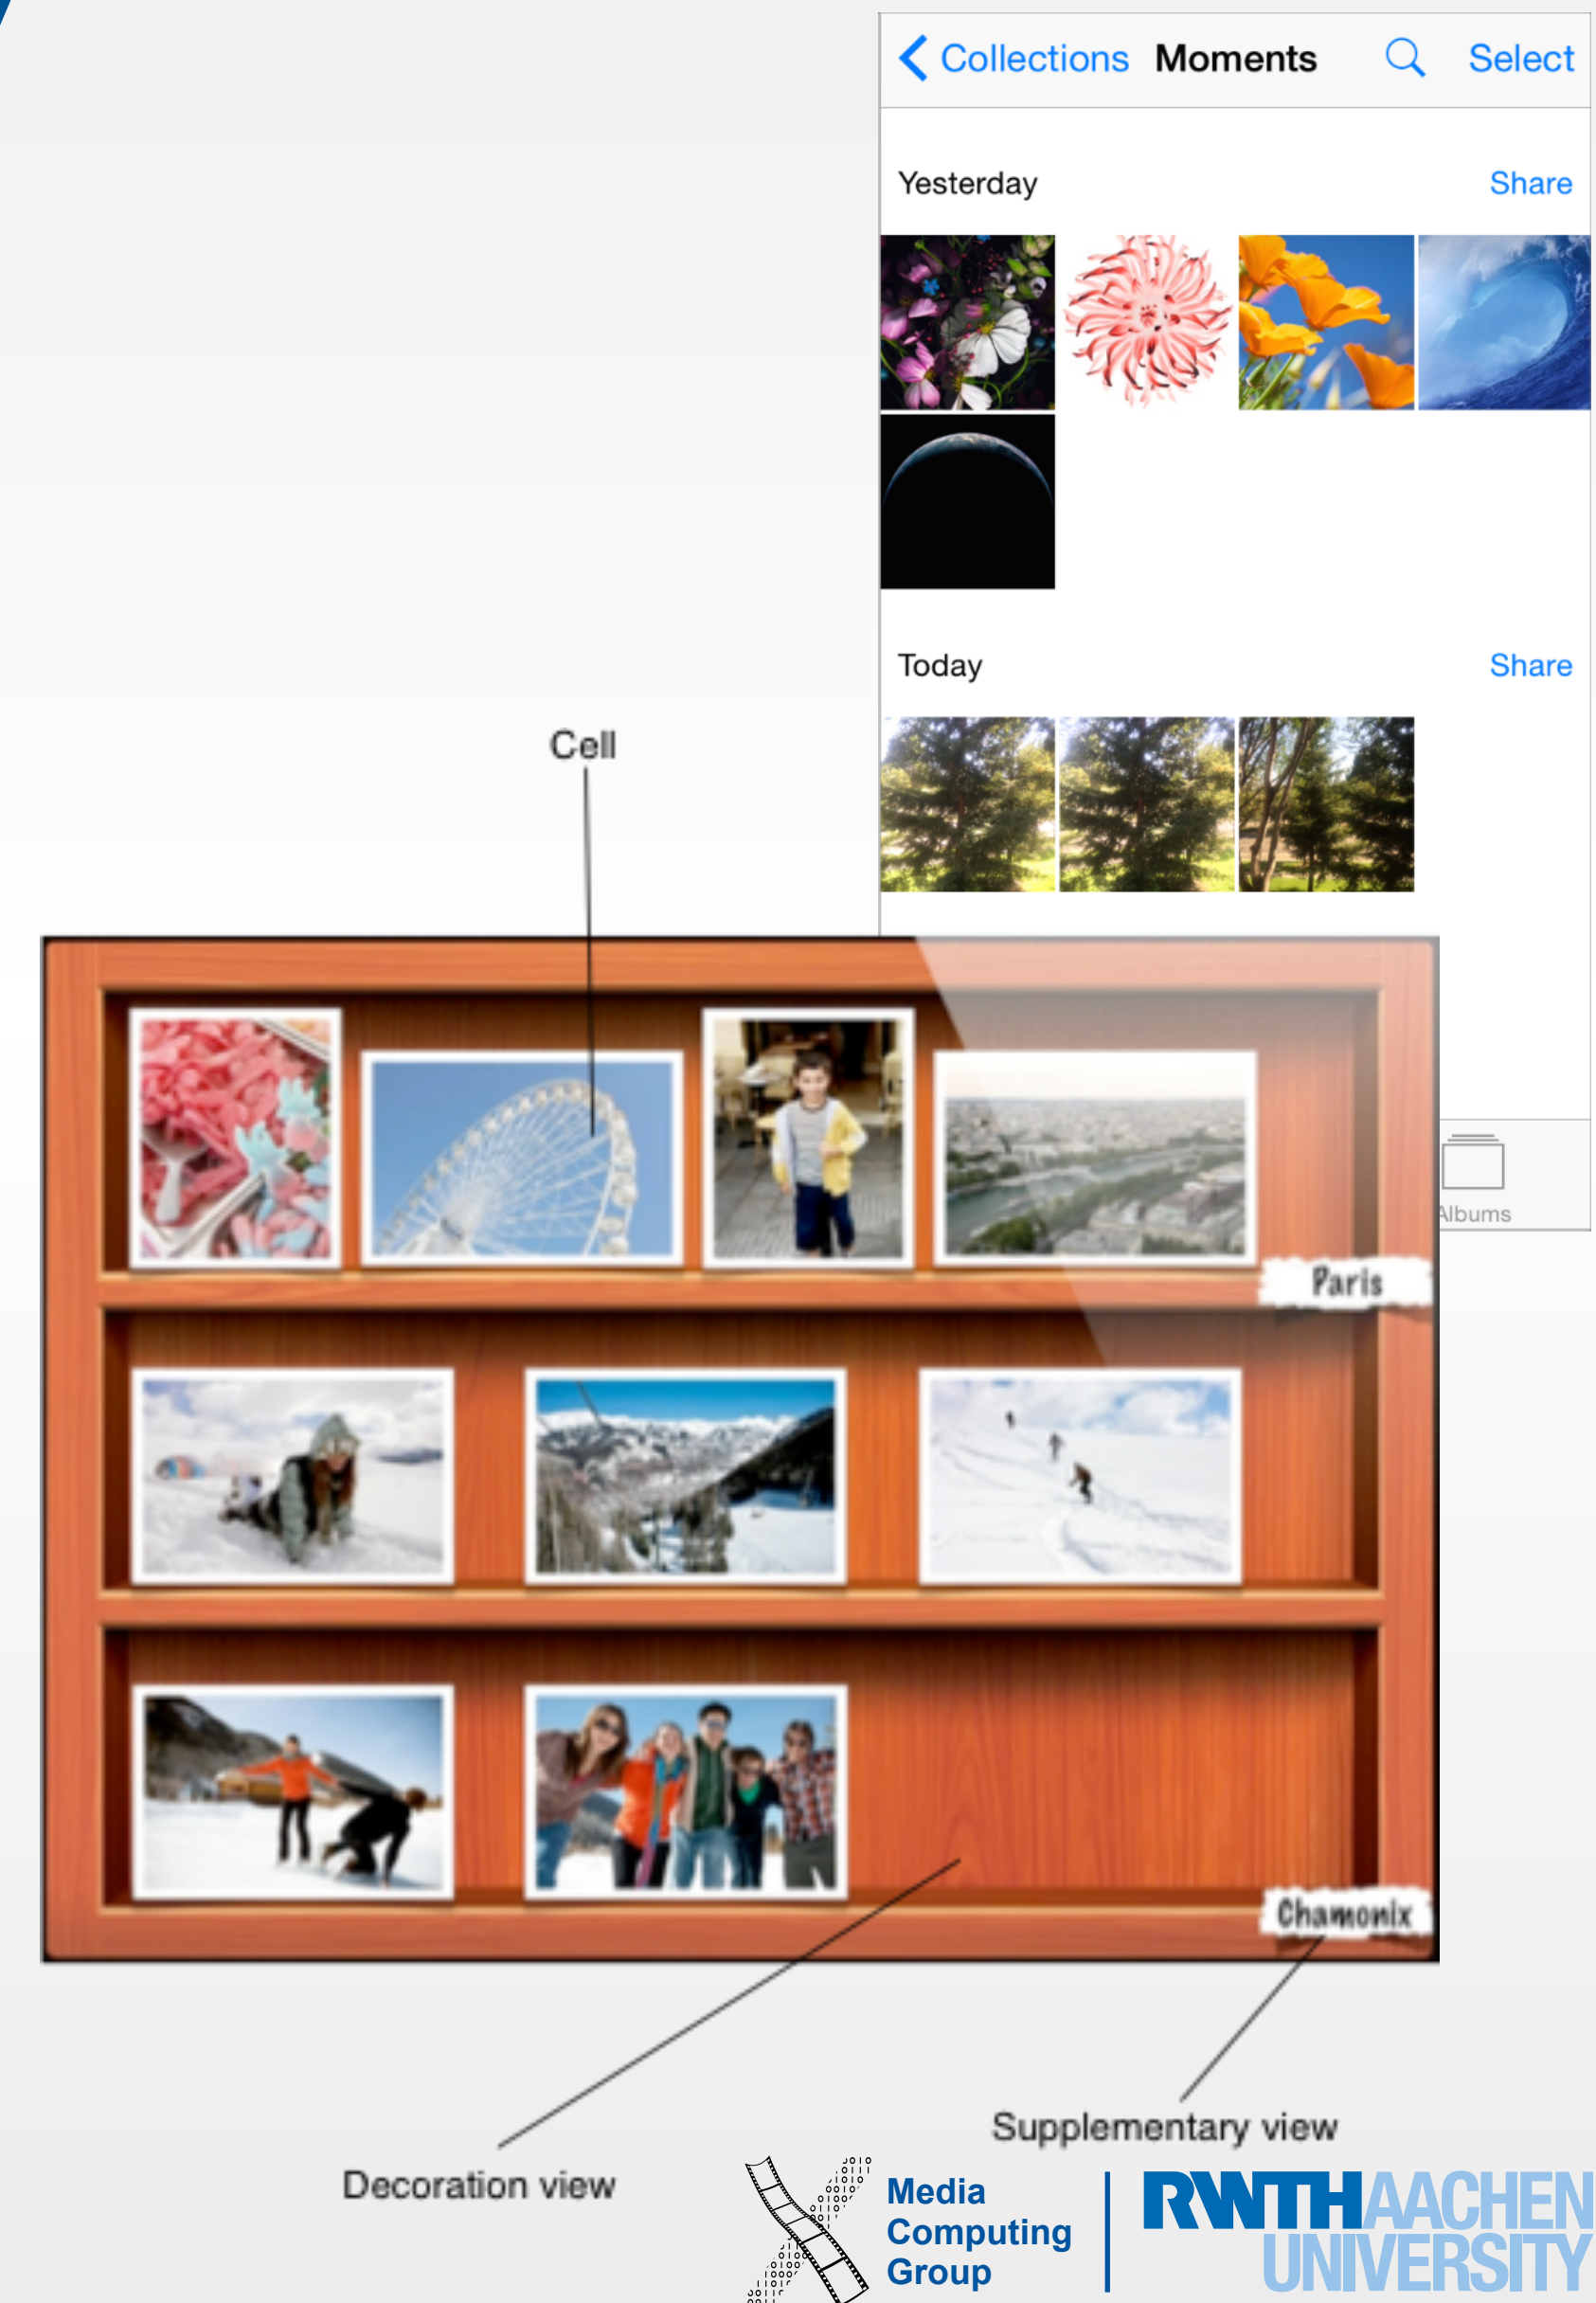 Collections Moments Select
Yesterday Share
Today Share
Cell
Albums
Paris
Chamonix
Supplementary view
Decoration view
Media
Computing
Group
RWTHAACHEN
UNIVERSITY